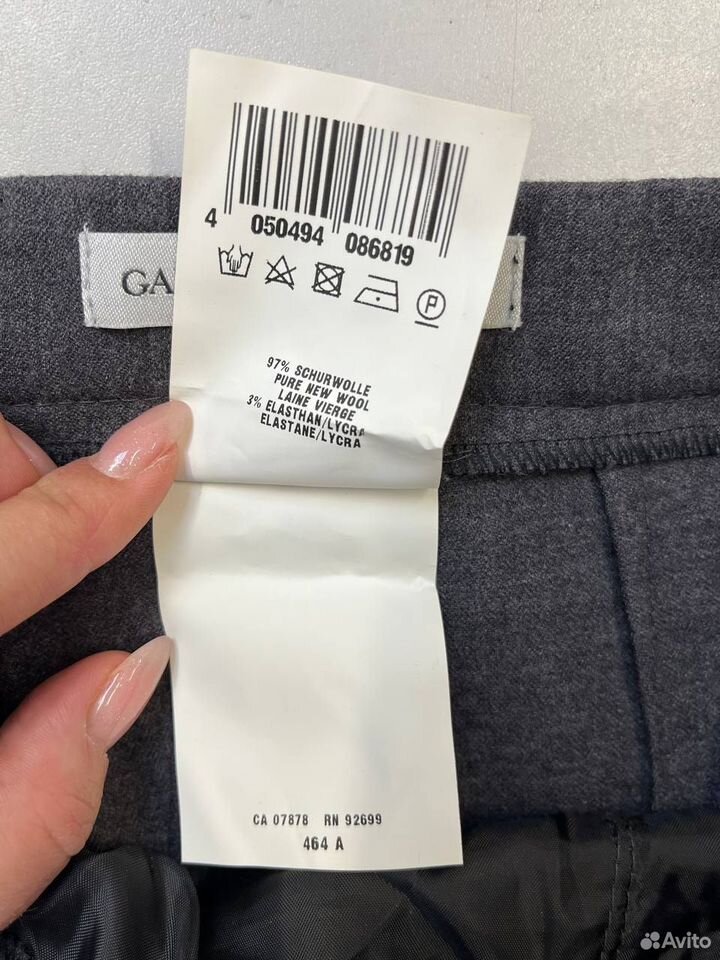 4 050494 086819
GA
P
97% SCHURWOLLE
PURE NEW WOOL
LAINE VIERGE
3% ELASTHAN/LYCRA
ELASTANE/LYCRA
CA 07878 RN 92699
464 A
Avito